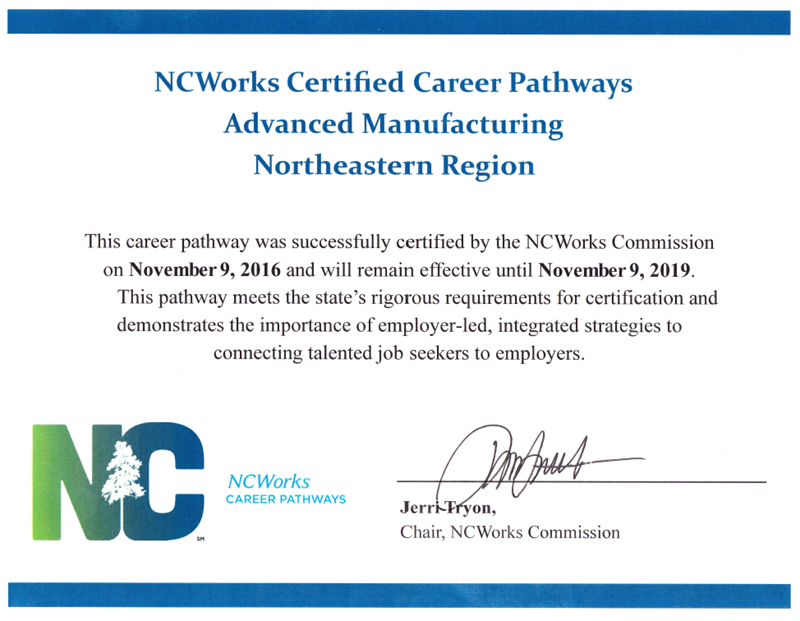 NCWorks Certified Career Pathways
Advanced Manufacturing
Northeastern Region
This career pathway was successfully certified by the NCWorks Commission
on November 9, 2016 and will remain effective until November 9, 2019.
This pathway meets the state’s rigorous requirements for certification and
demonstrates the importance of employer-led, integrated strategies to
connecting talented job seekers to employers.
NC
SM
NCWorks
CAREER PATHWAYS
Jerri Tryon,
Chair, NCWorks Commission